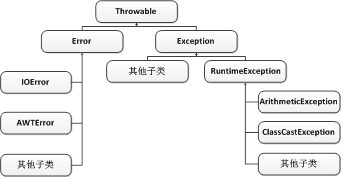 Throwable
Error
Exception
其他子类
RuntimeException
IOError
ArithmeticException
AWTError
ClassCastException
其他子类
其他子类